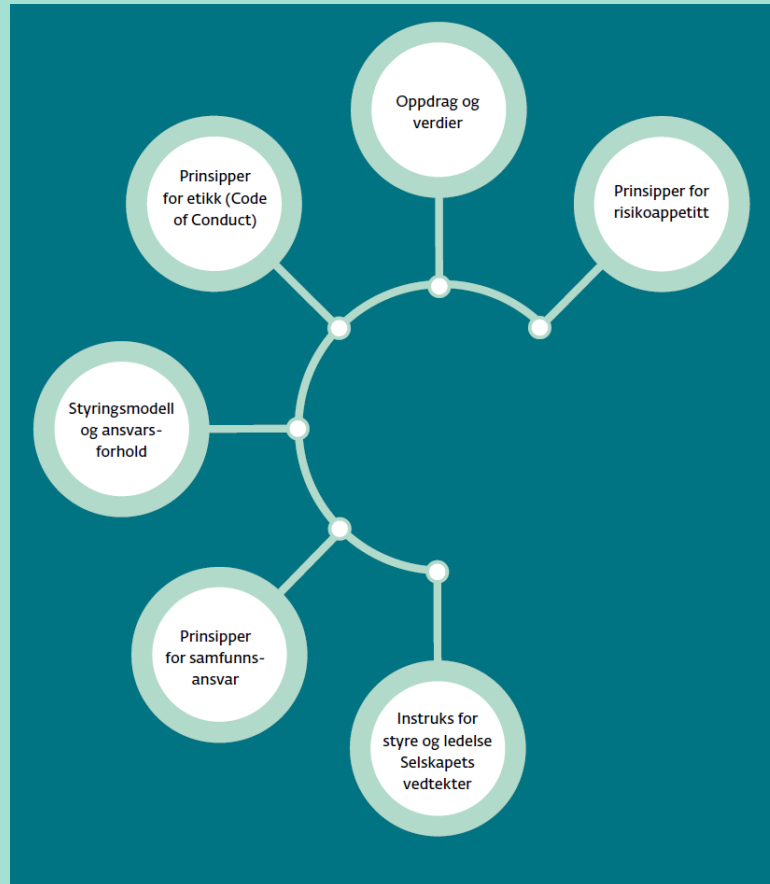 Oppdrag og
verdier
Prinsipper
for etikk (Code
of Conduct)
Prinsipper for
risikoappetitt
Styringsmodell
og ansvars-
forhold
Prinsipper
for samfunns-
ansvar
Instruks for
styre og ledelse
Selskapets
vedtekter